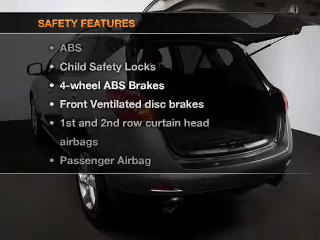 SAFETY FEATURES
• ABS
• Child Safety Locks
• 4-wheel ABS Brakes
• Front Ventilated disc brakes
• 1st and 2nd row curtain head
airbags
• Passenger Airbag